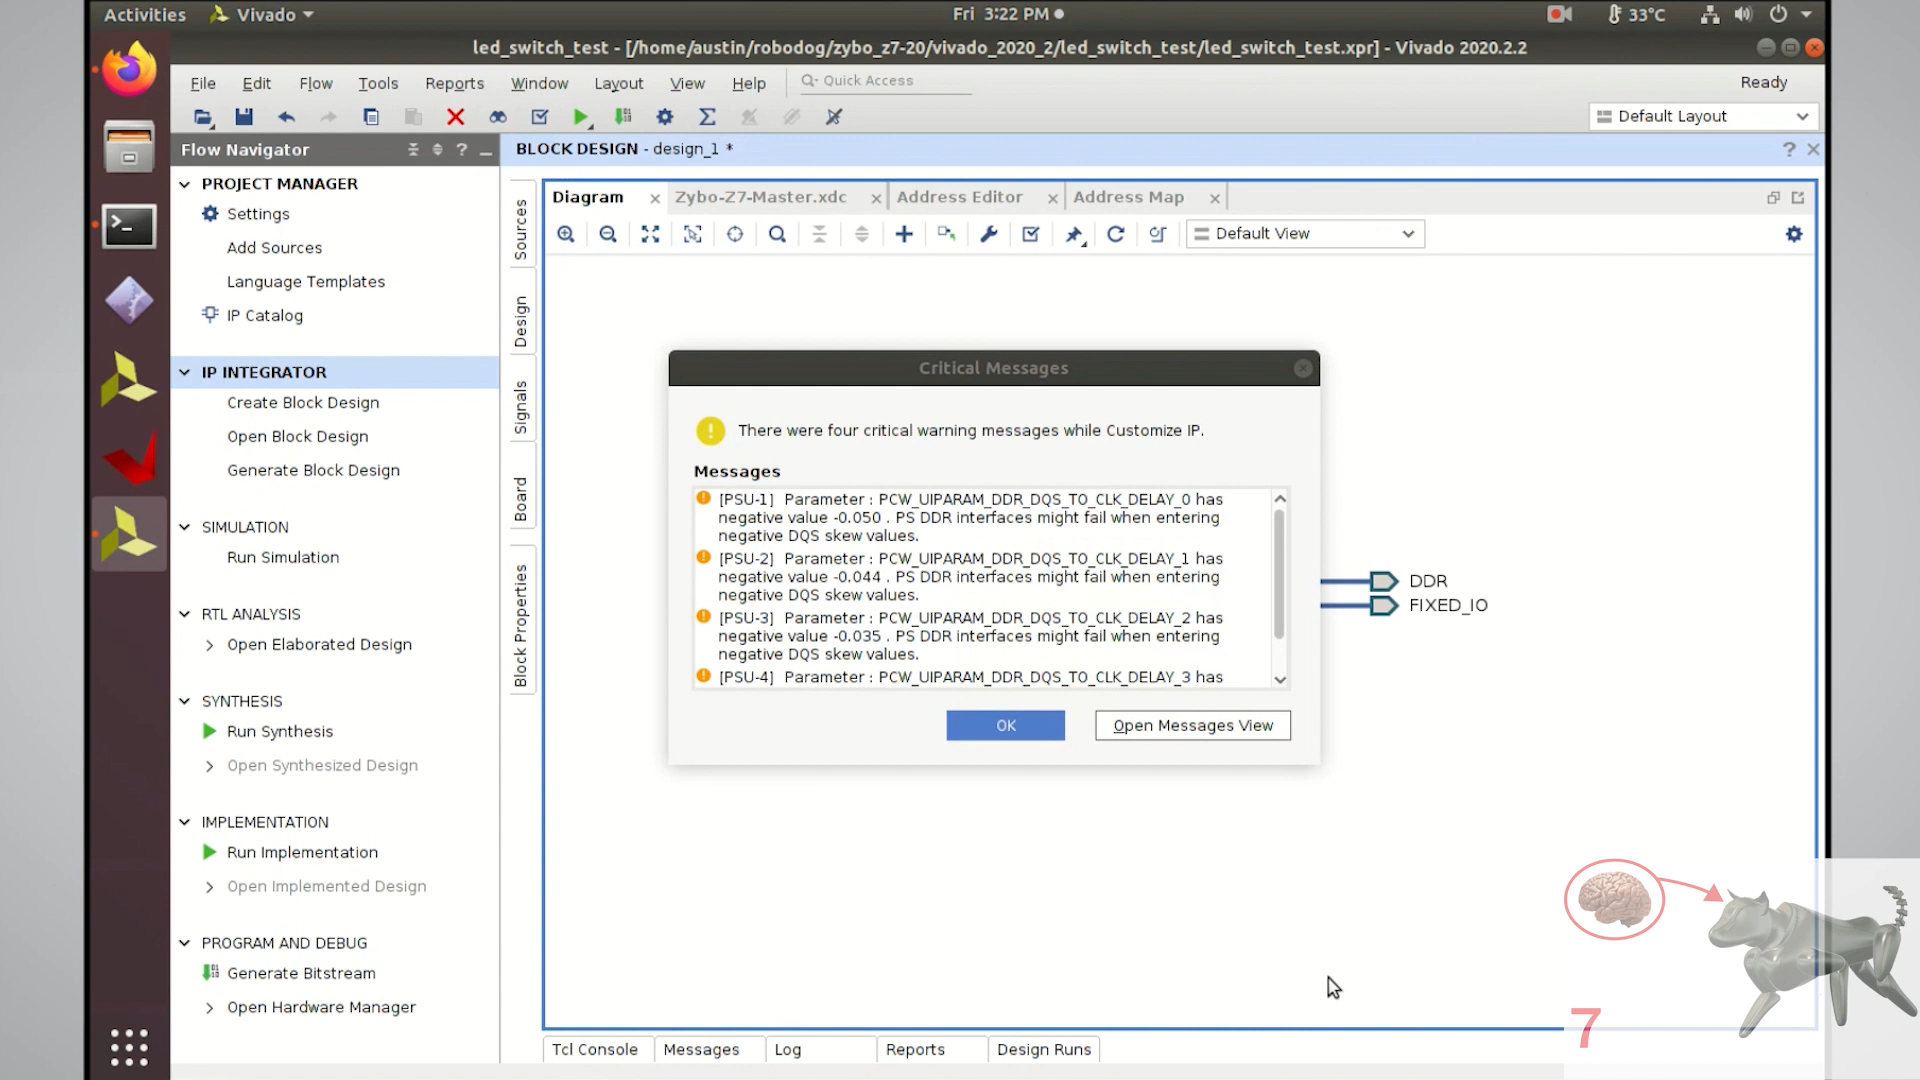 Activities
Vivado
Fri 3:22 PM
33°C
led_switch_test - [/home/austin/robodog/zybo_z7-20/vivado_2020_2/led_switch_test/led_switch_test.xpr] - Vivado 2020.2.2
File Edit Flow Tools Reports Window Layout View Help
Quick Access
Ready
Default Layout
Flow Navigator
BLOCK DESIGN - design_1 *
PROJECT MANAGER
Settings
Add Sources
Language Templates
IP Catalog
IP INTEGRATOR
Create Block Design
Open Block Design
Generate Block Design
SIMULATION
Run Simulation
RTL ANALYSIS
Open Elaborated Design
SYNTHESIS
Run Synthesis
Open Synthesized Design
IMPLEMENTATION
Run Implementation
Open Implemented Design
PROGRAM AND DEBUG
Generate Bitstream
Open Hardware Manager
Sources
Design
Signals
Board
Block Properties
Diagram
Zybo-Z7-Master.xdc
Address Editor
Address Map
Default View
Critical Messages
There were four critical warning messages while Customize IP.
Messages
[PSU-1] Parameter : PCW_UIPARAM_DDR_DQS_TO_CLK_DELAY_0 has
negative value -0.050 . PS DDR interfaces might fail when entering
negative DQS skew values.
[PSU-2] Parameter : PCW_UIPARAM_DDR_DQS_TO_CLK_DELAY_1 has
negative value -0.044 . PS DDR interfaces might fail when entering
negative DQS skew values.
[PSU-3] Parameter : PCW_UIPARAM_DDR_DQS_TO_CLK_DELAY_2 has
negative value -0.035 . PS DDR interfaces might fail when entering
negative DQS skew values.
[PSU-4] Parameter : PCW_UIPARAM_DDR_DQS_TO_CLK_DELAY_3 has
OK
Open Messages View
DDR
FIXED_IO
7
Tcl Console
Messages
Log
Reports
Design Runs